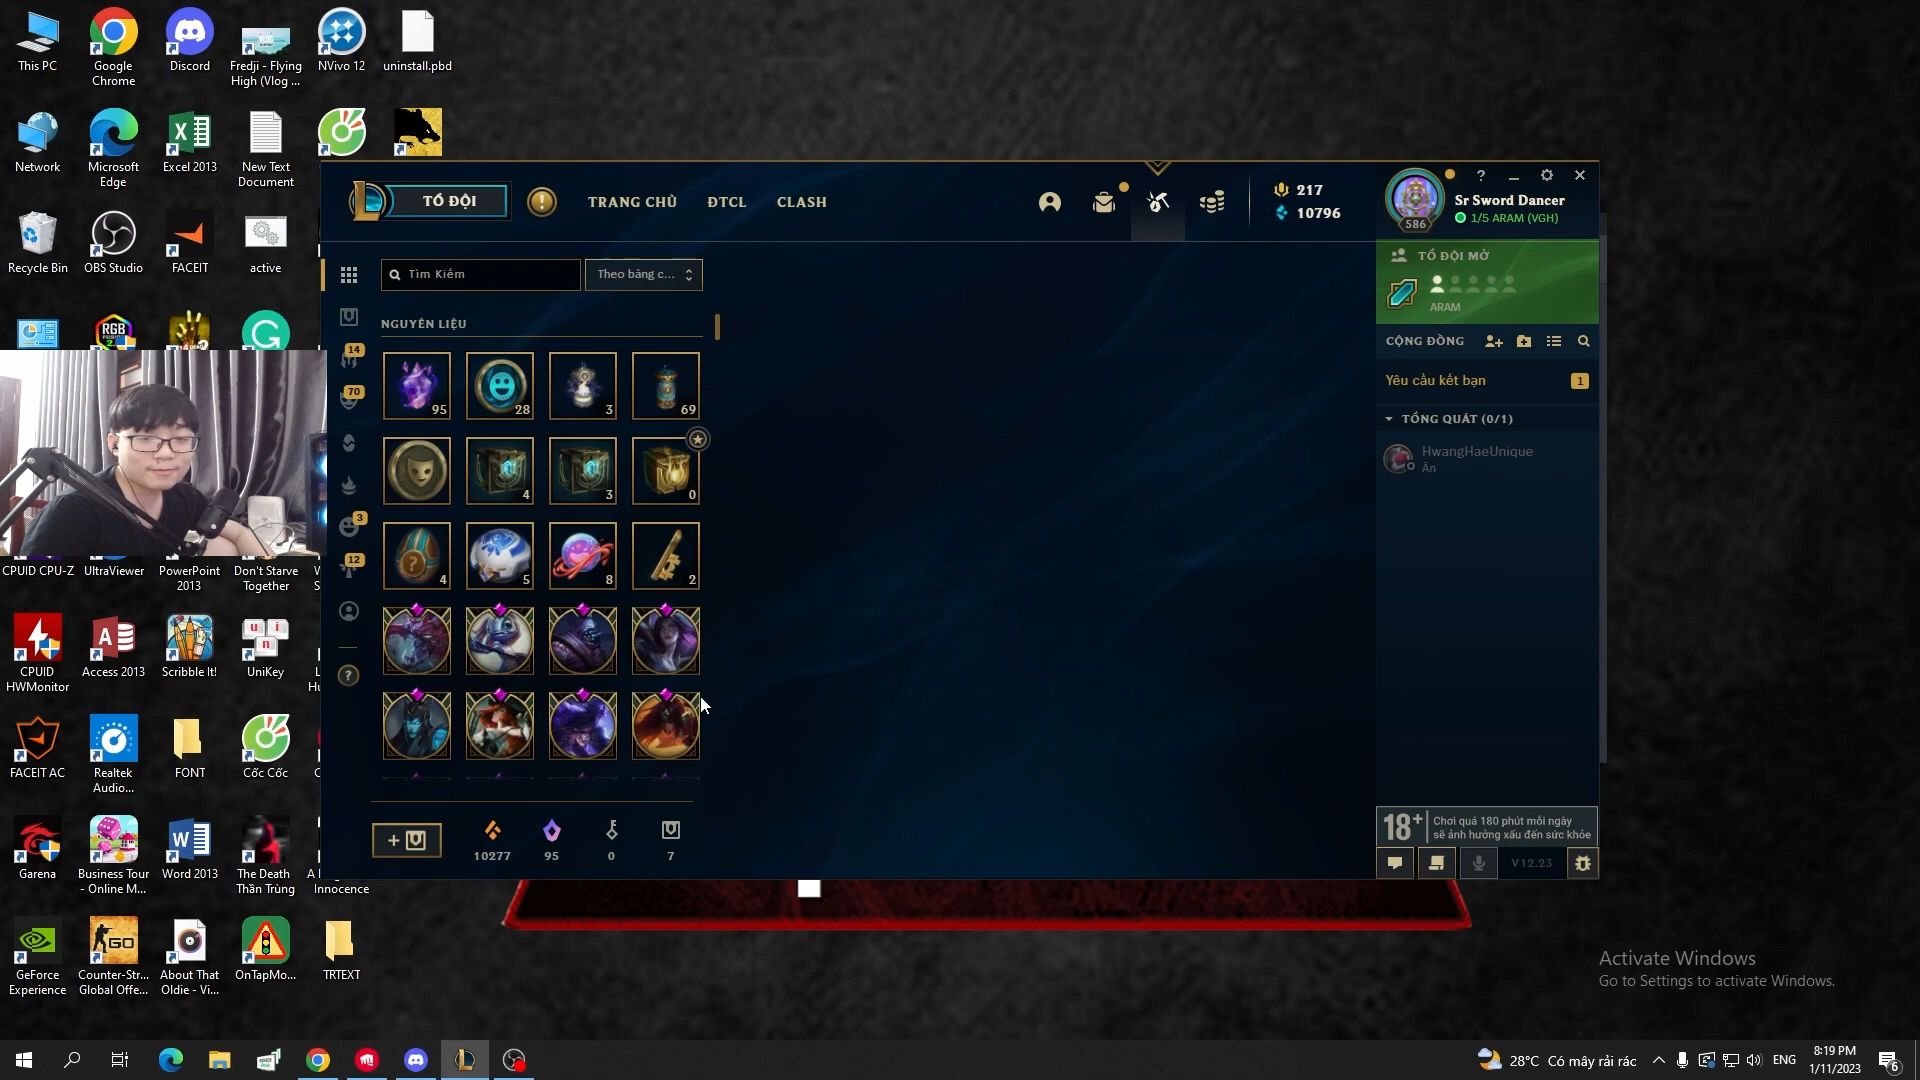 This PC
Google
Chrome
Discord
Fredji - Flying
High (Vlog ...
NVivo 12
uninstall.pbd
Network
Microsoft
Edge
Excel 2013
New Text
Document
Recycle Bin
OBS Studio
FACEIT
active
CPUID CPU-Z
UltraViewer
PowerPoint
2013
Don't Starve
Together
CPUID
HWMonitor
Access 2013
Scribble It!
UniKey
FACEIT AC
Realtek
Audio...
FONT
Cốc Cốc
Garena
Business Tour
- Online M...
Word 2013
The Death
Thần Trùng
Innocence
GeForce
Experience
Counter-Str...
Global Offe...
About That
Oldie - Vi...
OnTapMo...
TRTEXT
TỔ ĐỘI
TRANG CHỦ
ĐTCL
CLASH
217
10796
586
Sr Sword Dancer
1/5 ARAM (VGH)
Tìm Kiếm
Theo bảng c...
NGUYÊN LIỆU
14
70
3
12
95
28
3
69
4
3
0
4
5
8
2
10277
95
0
7
TỔ ĐỘI MỞ
ARAM
CỘNG ĐỒNG
Yêu cầu kết bạn
1
TỔNG QUÁT (0/1)
HwangHaeUnique
Ẩn
18+
Chơi quá 180 phút mỗi ngày
sẽ ảnh hưởng xấu đến sức khỏe
V12.23
Activate Windows
Go to Settings to activate Windows.
28°C Có mây rải rác
ENG
8:19 PM
1/11/2023
6